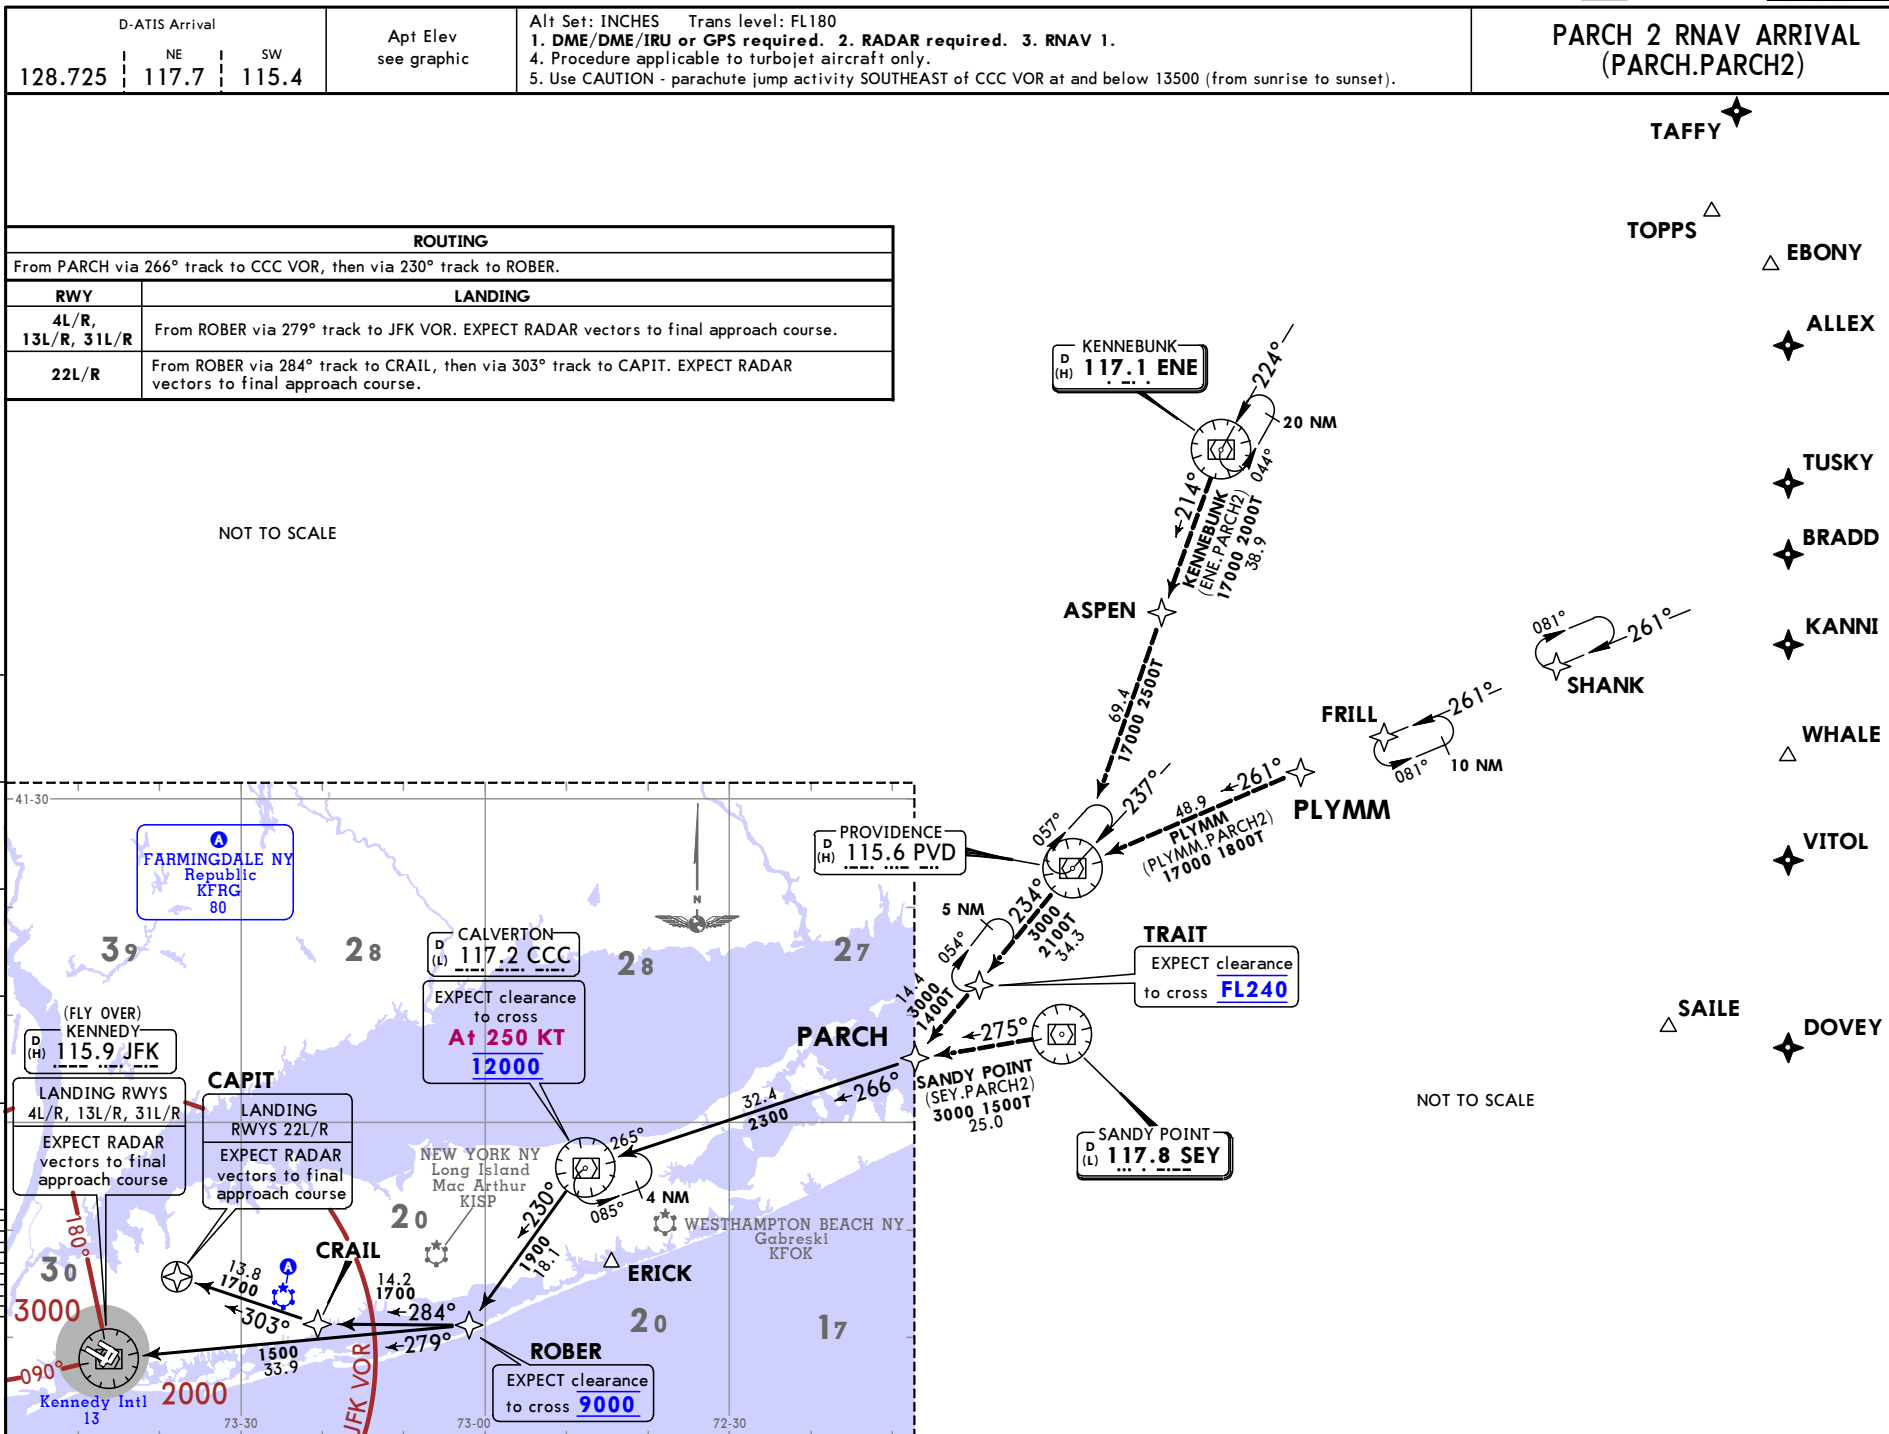 D-ATIS Arrival
NE SW
128.725 117.7 115.4
Apt Elev
see graphic
Alt Set: INCHES Trans level: FL180
1. DME/DME/IRU or GPS required. 2. RADAR required. 3. RNAV 1.
4. Procedure applicable to turbojet aircraft only.
5. Use CAUTION - parachute jump activity SOUTHEAST of CCC VOR at and below 13500 (from sunrise to sunset).
PARCH 2 RNAV ARRIVAL
(PARCH.PARCH2)
TAFFY
TOPPS
EBONY
ALLEX
TUSKY
BRADD
KANNI
WHALE
VITOL
SAILE
DOVEY
ROUTING
From PARCH via 266° track to CCC VOR, then via 230° track to ROBER.
RWY LANDING
4L/R,
13L/R, 31L/R
From ROBER via 279° track to JFK VOR. EXPECT RADAR vectors to final approach course.
22L/R
From ROBER via 284° track to CRAIL, then via 303° track to CAPIT. EXPECT RADAR
vectors to final approach course.
NOT TO SCALE
KENNEBUNK
D
(H) 117.1 ENE
224°
20 NM
044°
214°
KENNEBUNK
(ENE.PARCH2)
17000 2000T
38.9
ASPEN
69.4
17000 2500T
081°
261°
SHANK
FRILL
261°
081°
10 NM
PLYMM
261°
48.9
PLYMM
(PLYMM.PARCH2)
17000 1800T
237°
057°
PROVIDENCE
D
(H) 115.6 PVD
234°
3000
2100T
34.3
5 NM
054°
TRAIT
EXPECT clearance
to cross FL240
14.4
3000
1400T
PARCH
275°
SANDY POINT
(SEY.PARCH2)
3000 1500T
25.0
SANDY POINT
D
(L) 117.8 SEY
NOT TO SCALE
41-30
A
FARMINGDALE NY
Republic
KFRG
80
39
28
28
27
N
CALVERTON
D
(L) 117.2 CCC
EXPECT clearance
to cross
At 250 KT
12000
266°
32.4
2300
265°
085°
4 NM
230°
1900
18.1
(FLY OVER)
KENNEDY
D
(H) 115.9 JFK
LANDING RWYS
4L/R, 13L/R, 31L/R
EXPECT RADAR
vectors to final
approach course
CAPIT
LANDING
RWYS 22L/R
EXPECT RADAR
vectors to final
approach course
NEW YORK NY
Long Island
Mac Arthur
KISP
WESTHAMPTON BEACH NY
Gabreski
KFOK
ERICK
20
30
20
17
180°
3000
090°
2000
JFK VOR
CRAIL
A
13.8
1700
303°
14.2
1700
284°
279°
1500
33.9
ROBER
EXPECT clearance
to cross 9000
Kennedy Intl
13
73-30
73-00
72-30